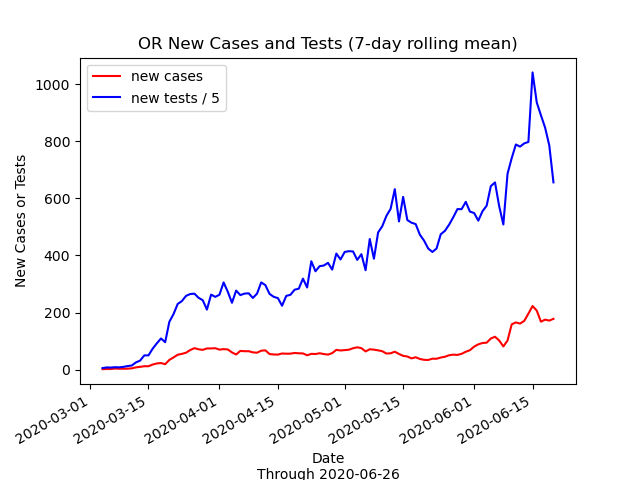 OR New Cases and Tests (7-day rolling mean)
new cases
new tests / 5
New Cases or Tests
1000
800
600
400
200
0
2020-03-01
2020-03-15
2020-04-01
2020-04-15
2020-05-01
2020-05-15
2020-06-01
2020-06-15
Date
Through 2020-06-26